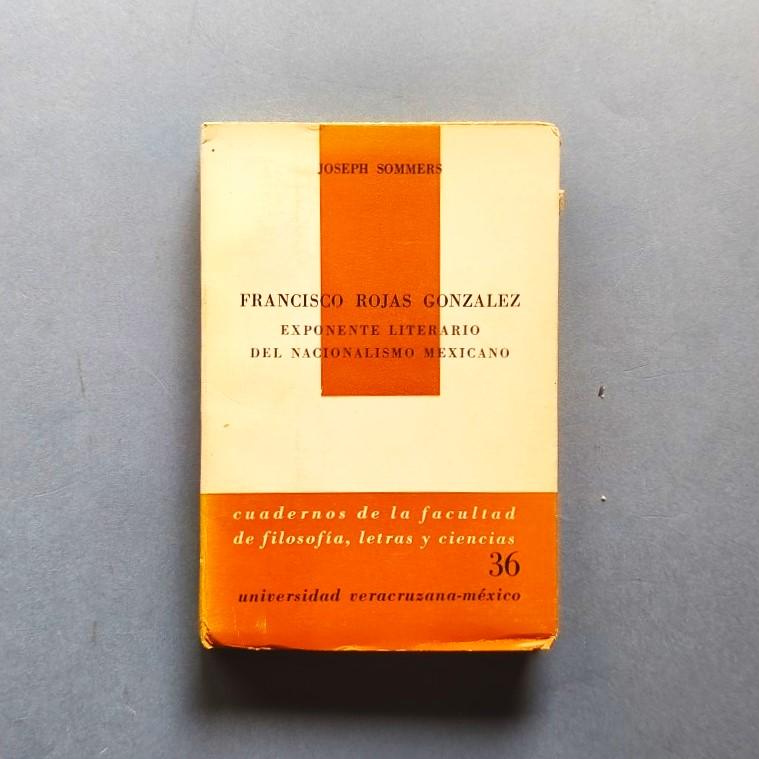 JOSEPH SOMMERS
FRANCISCO ROJAS GONZALEZ
EXPONENTE LITERARIO
DEL NACIONALISMO MEXICANO
cuadernos de la facultad
de filosofía, letras y ciencias
36
universidad veracruzana-méxico